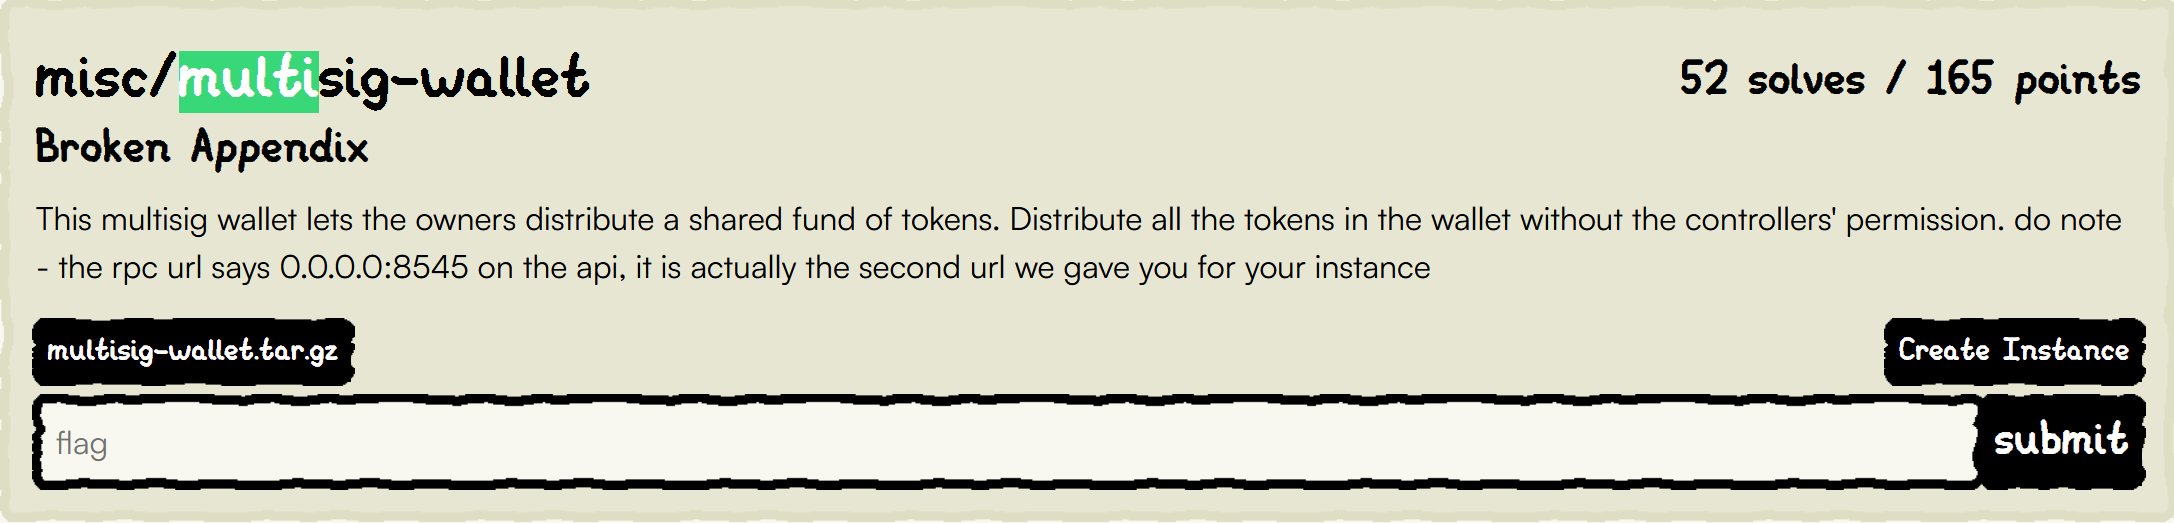 misc/multisig-wallet
52 solves / 165 points
Broken Appendix
This multisig wallet lets the owners distribute a shared fund of tokens. Distribute all the tokens in the wallet without the controllers' permission. do note
- the rpc url says 0.0.0.0:8545 on the api, it is actually the second url we gave you for your instance
multisig-wallet.tar.gz
Create Instance
flag
submit